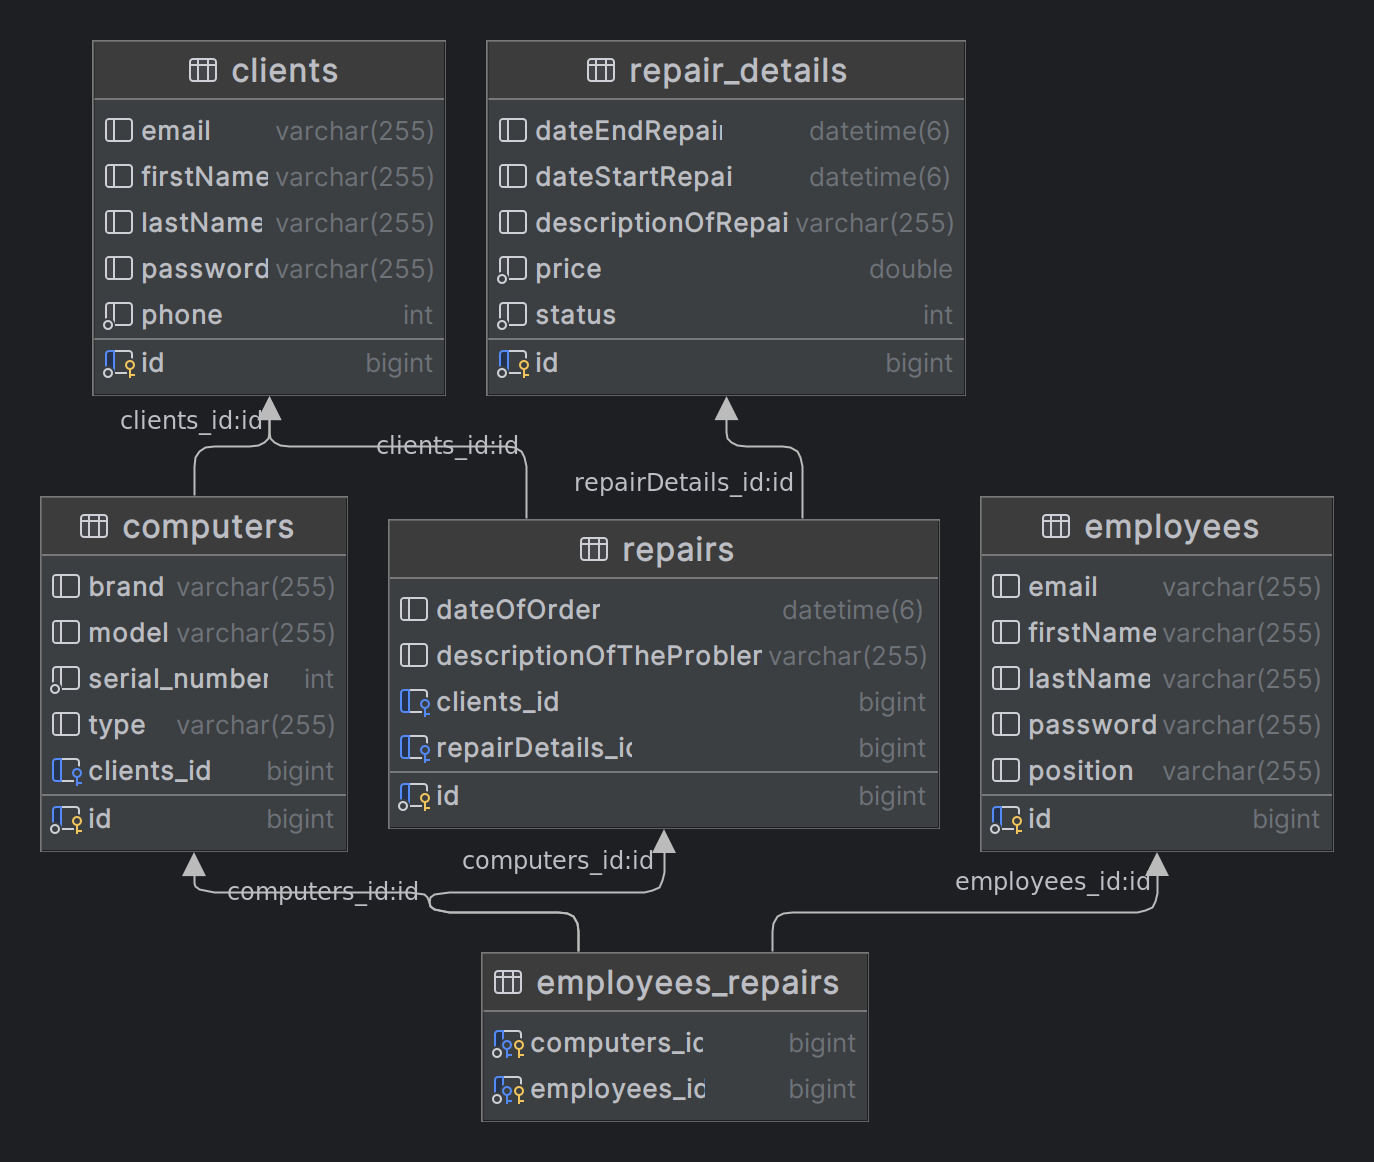 clients
email varchar(255)
firstName varchar(255)
lastName varchar(255)
password varchar(255)
phone int
id bigint
repair_details
dateEndRepair datetime(6)
dateStartRepai datetime(6)
descriptionOfRepai varchar(255)
price double
status int
id bigint
clients_id:id
clients_id:id
repairDetails_id:id
computers
brand varchar(255)
model varchar(255)
serial_number int
type varchar(255)
clients_id bigint
id bigint
repairs
dateOfOrder datetime(6)
descriptionOfTheProbler varchar(255)
clients_id bigint
repairDetails_id bigint
id bigint
employees
email varchar(255)
firstName varchar(255)
lastName varchar(255)
password varchar(255)
position varchar(255)
id bigint
computers_id:id
computers_id:id
employees_id:id
employees_repairs
computers_id bigint
employees_id bigint